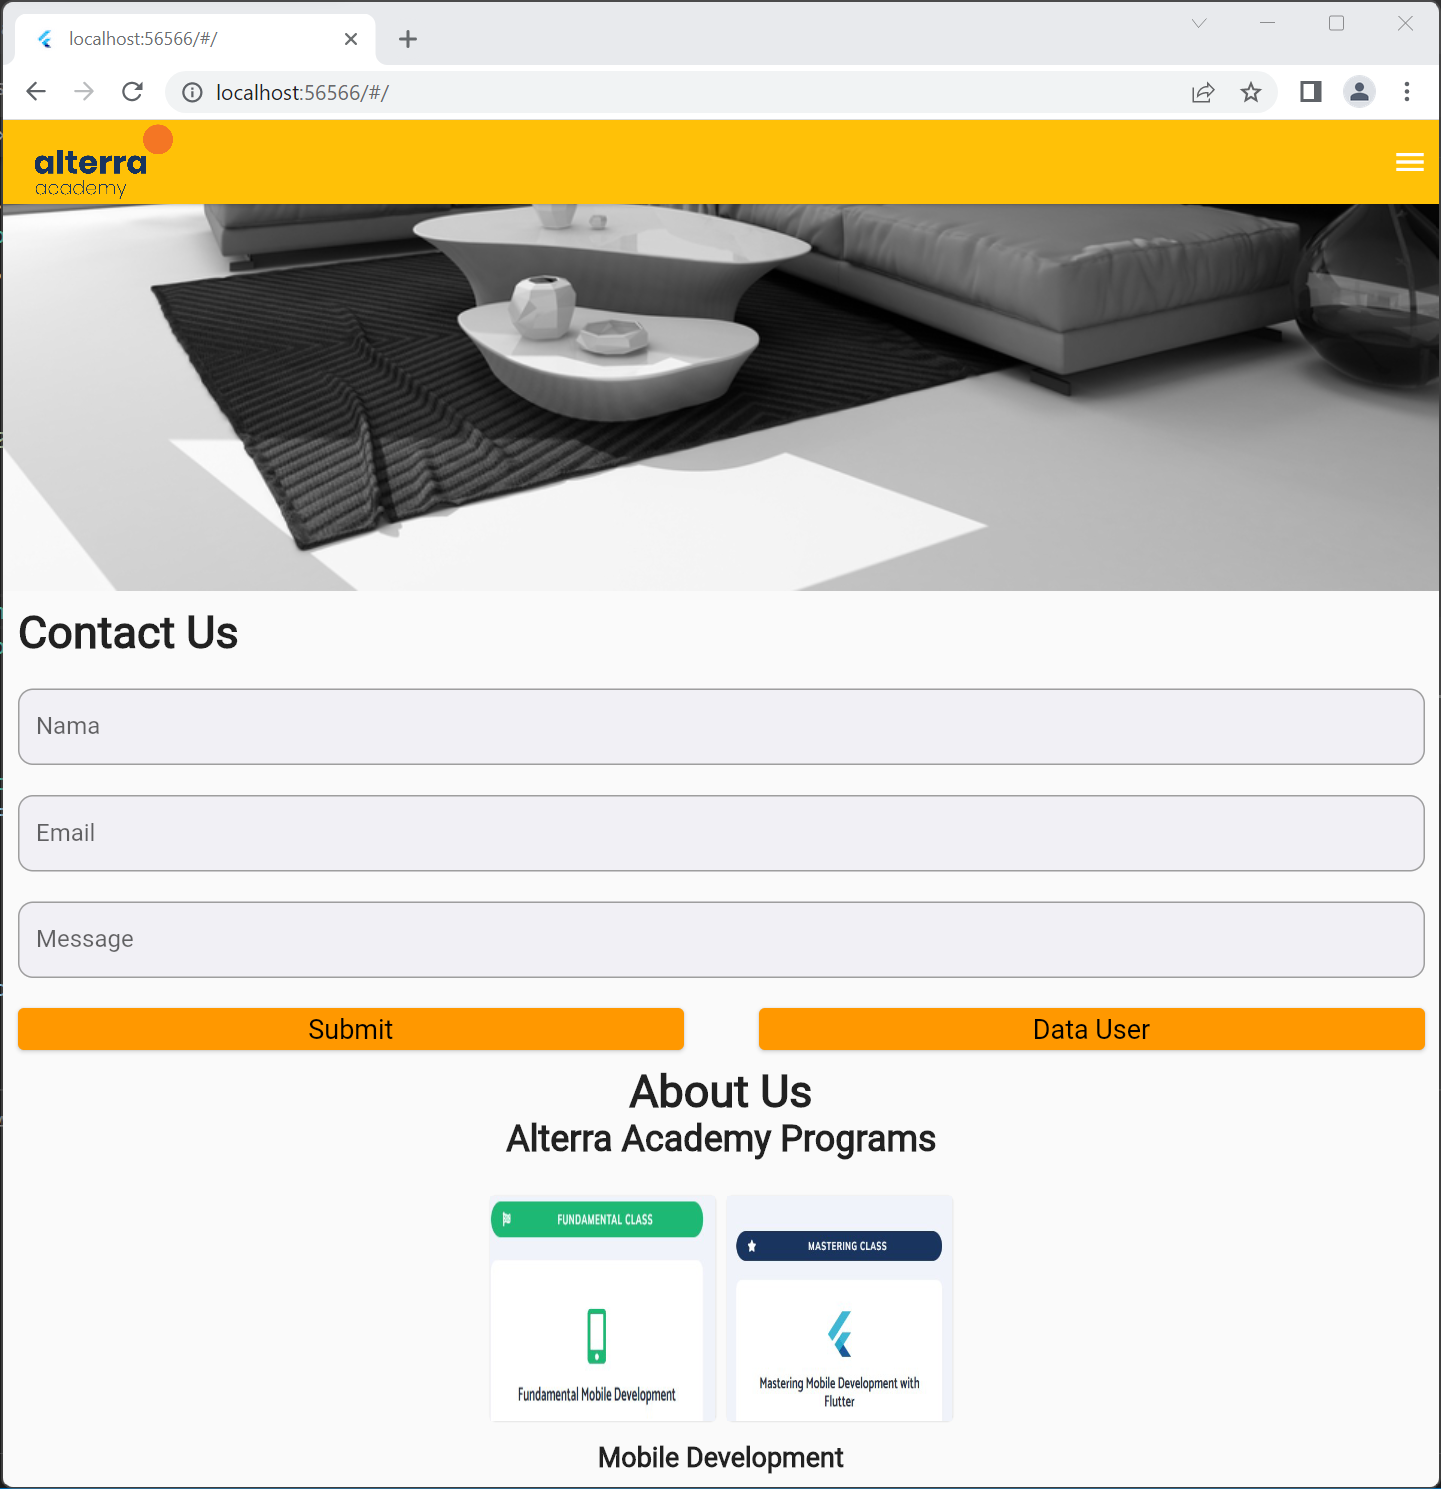 localhost:56566/#/
localhost:56566/#/
alterra
academy
Contact Us
Nama
Email
Message
Submit
Data User
About Us
Alterra Academy Programs
FUNDAMENTAL CLASS
MASTERING CLASS
Fundamental Mobile Development
Mastering Mobile Development with
Flutter
Mobile Development